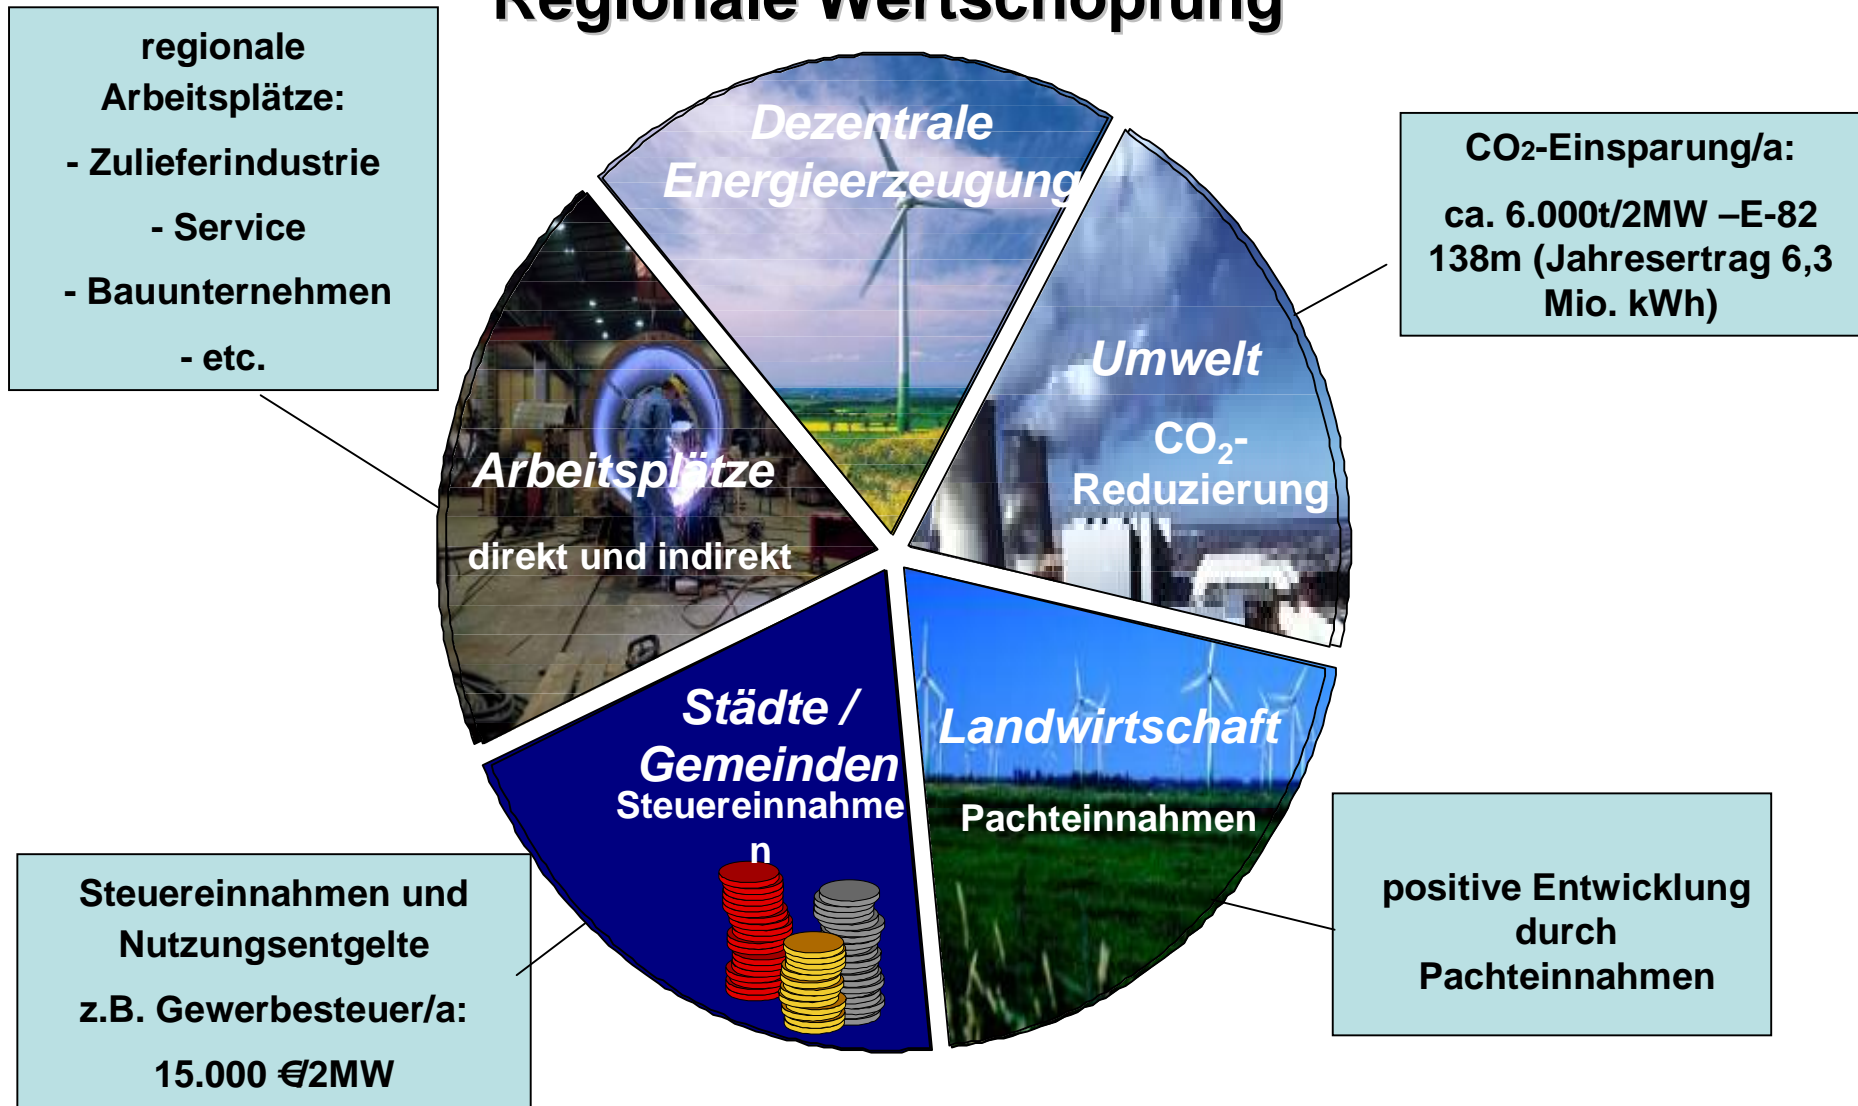 Regionale Wertschöpfung
regionale
Arbeitsplätze:
- Zulieferindustrie
- Service
- Bauunternehmen
- etc.
Dezentrale
Energieerzeugung
CO₂-Einsparung/a:
ca. 6.000t/2MW –E-82
138m (Jahresertrag 6,3
Mio. kWh)
Umwelt
CO₂-
Reduzierung
Arbeitsplätze
direkt und indirekt
Städte /
Gemeinden
Steuereinnahme
n
Landwirtschaft
Pachteinnahmen
Steuereinnahmen und
Nutzungsentgelte
z.B. Gewerbesteuer/a:
15.000 €/2MW
positive Entwicklung
durch
Pachteinnahmen